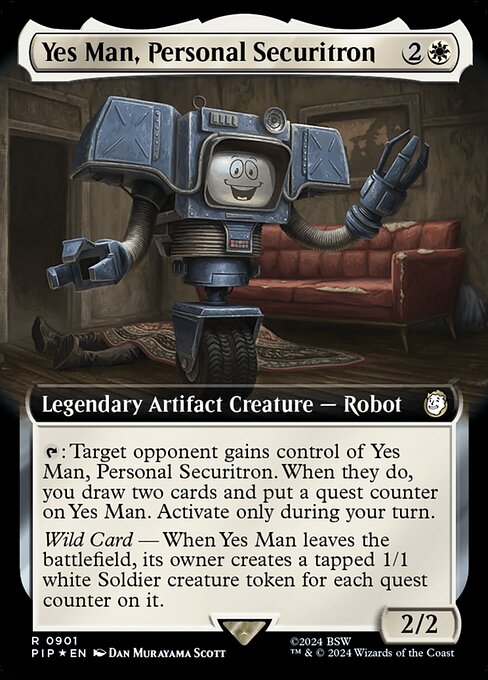 Yes Man, Personal Securitron 2
Legendary Artifact Creature — Robot
: Target opponent gains control of Yes
Man, Personal Securitron. When they do,
you draw two cards and put a quest counter
on Yes Man. Activate only during your turn.
Wild Card — When Yes Man leaves the
battlefield, its owner creates a tapped 1/1
white Soldier creature token for each quest
counter on it.
2/2
R 0901
PIP★EN Dan Murayama Scott
©2024 BSW
™ & © 2024 Wizards of the Coast